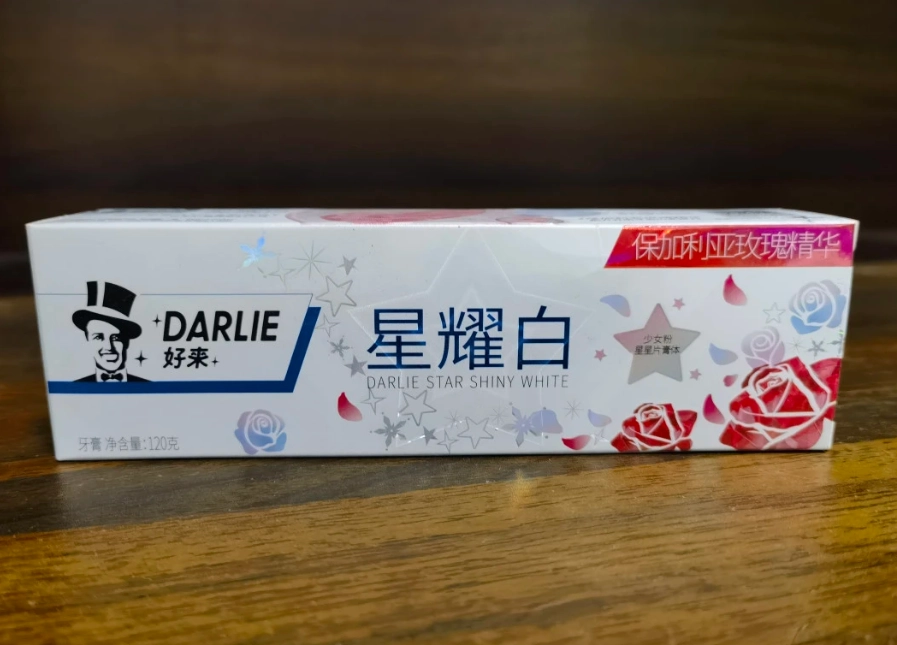 保加利亚玫瑰精华
DARLIE
好来
星耀白
DARLIE STAR SHINY WHITE
少女粉
星星片膏体
牙膏 净含量:120克